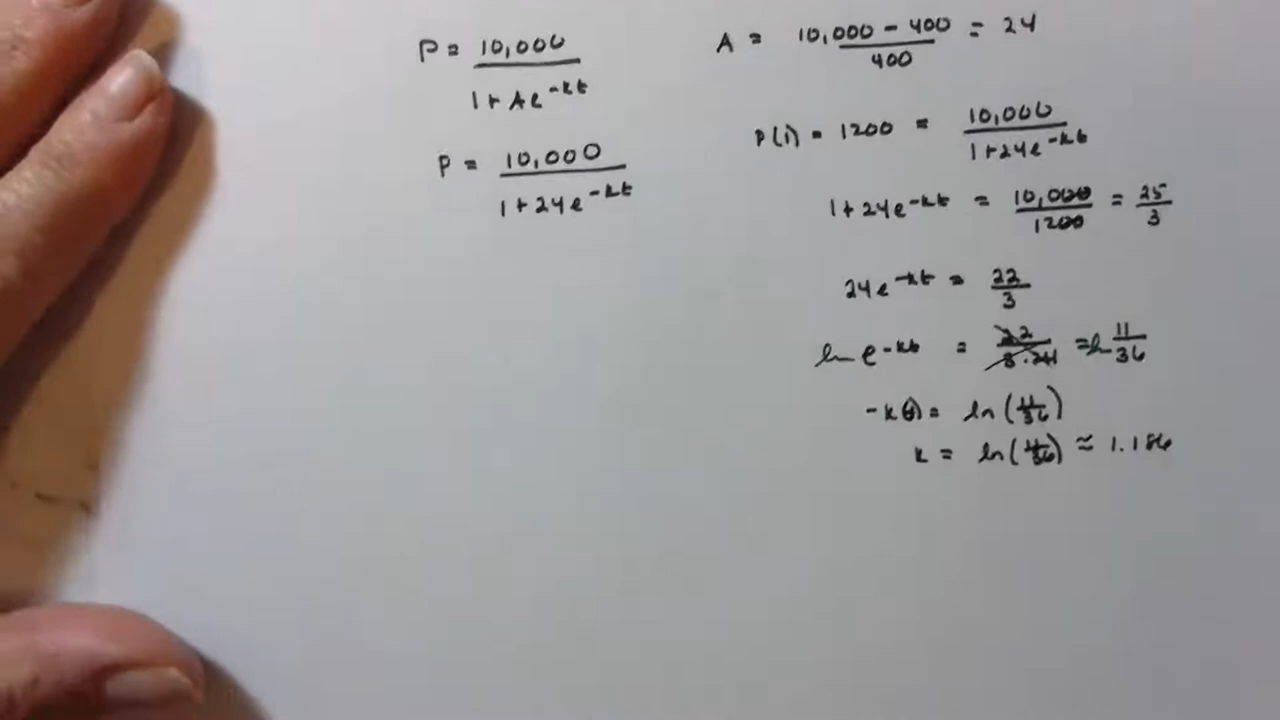 P = 10,000 / 1 + Ae^-kt
P = 10,000 / 1 + 24e^-kt
A = 10,000 - 400 / 400 = 24
P(1) = 1200 = 10,000 / 1 + 24e^-kt
1 + 24e^-kt = 10,000 / 1200 = 25 / 3
24e^-kt = 22 / 3
ln e^-kt = 22 / 3·24 = ln 11 / 36
-k = ln(11/36)
k = ln(11/36) ≈ 1.186